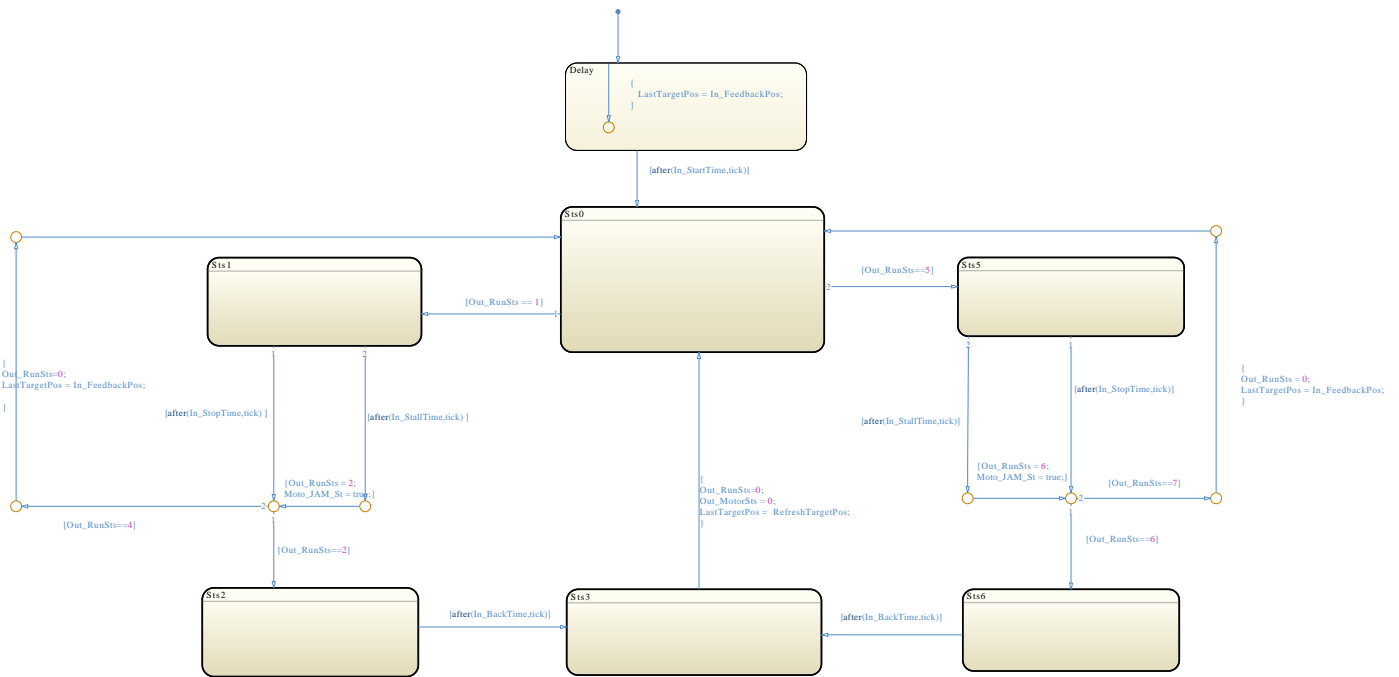 Delay
{
LastTargetPos = In_FeedbackPos;
}
[after(In_StartTime,tick)]
Sts0
Sts1
Sts5
[Out_RunSts==5]
2
[Out_RunSts == 1]
1
{
Out_RunSts=0;
LastTargetPos = In_FeedbackPos;
}
1
2
[after(In_StopTime,tick) ]
[after(In_StallTime,tick) ]
2
1
[after(In_StopTime,tick)]
[after(In_StallTime,tick)]
{
Out_RunSts = 0;
LastTargetPos = In_FeedbackPos;
}
{Out_RunSts = 2;
Moto_JAM_St = true;}
2
1
[Out_RunSts==4]
[Out_RunSts==2]
{
Out_RunSts=0;
Out_MotorSts = 0;
LastTargetPos =  RefreshTargetPos;
}
{Out_RunSts = 6;
Moto_JAM_St = true;}
2
1
[Out_RunSts==7]
[Out_RunSts==6]
Sts2
[after(In_BackTime,tick)]
Sts3
[after(In_BackTime,tick)]
Sts6